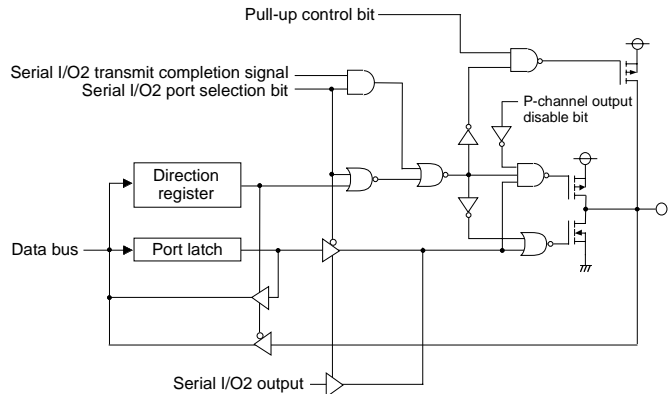 Pull-up control bit
Serial I/O2 transmit completion signal
Serial I/O2 port selection bit
P-channel output
disable bit
Direction
register
Data bus
Port latch
Serial I/O2 output